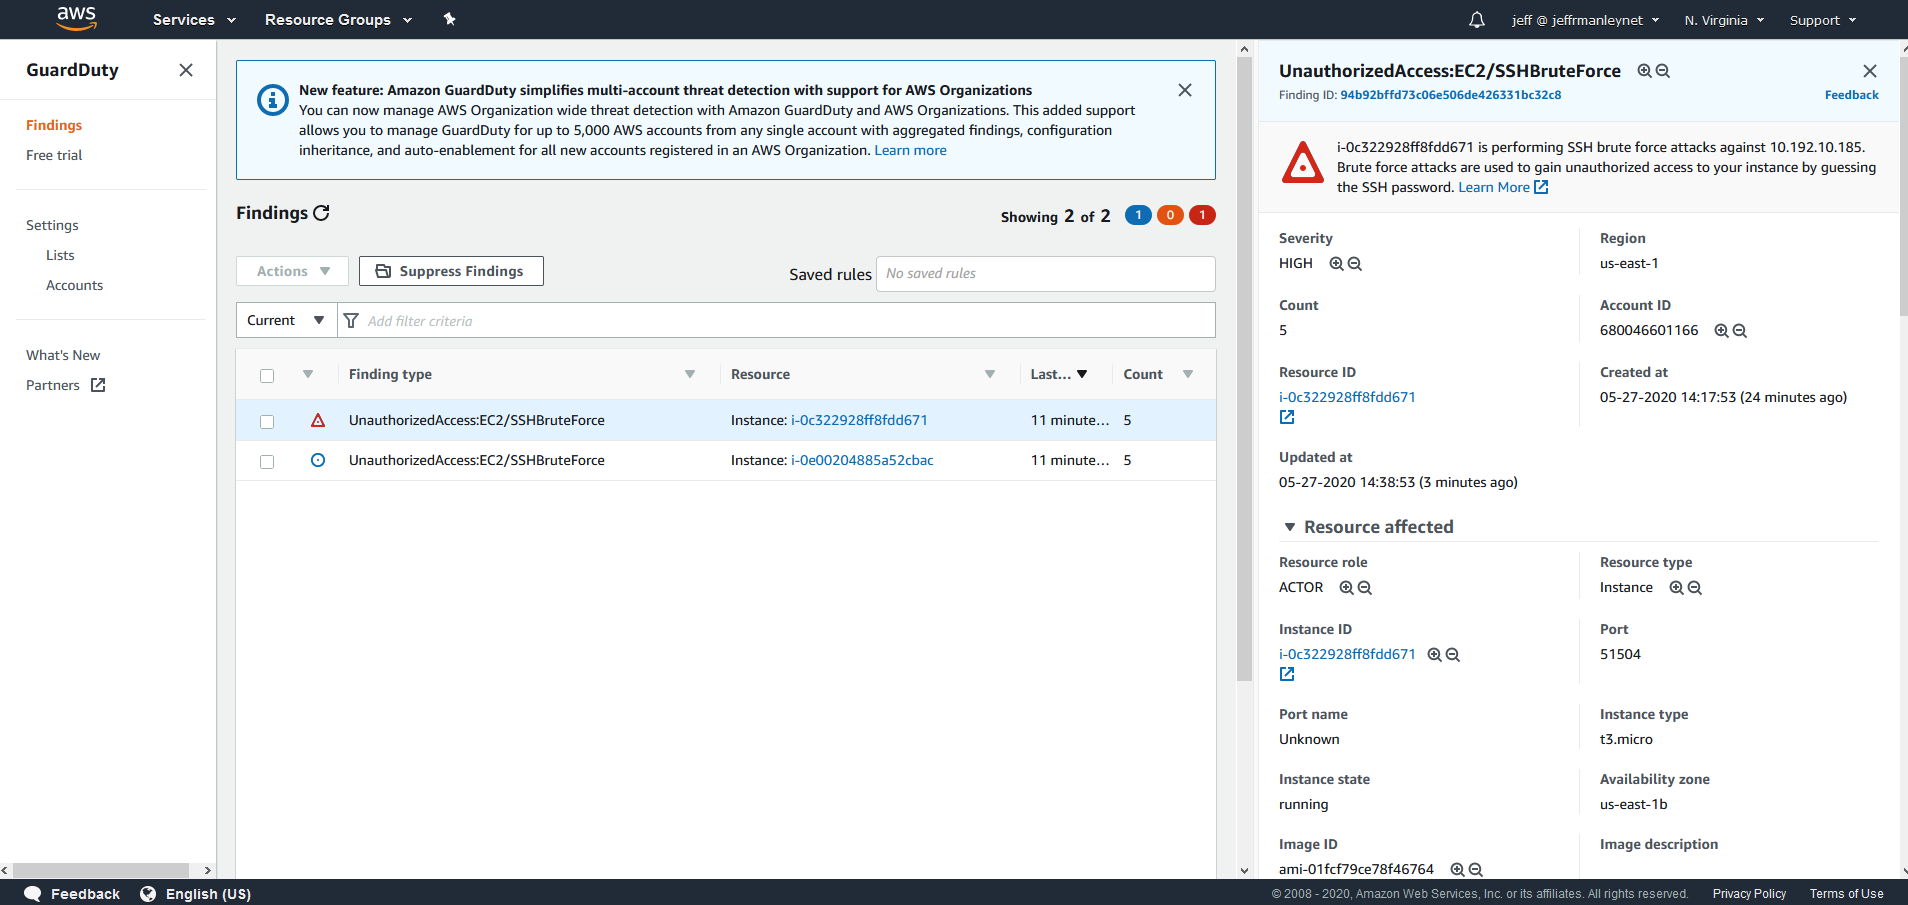 aws
Services
Resource Groups
jeff @ jeffrmanleynet
N. Virginia
Support
GuardDuty
Findings
Free trial
Settings
Lists
Accounts
What's New
Partners
New feature: Amazon GuardDuty simplifies multi-account threat detection with support for AWS Organizations
You can now manage AWS Organization wide threat detection with Amazon GuardDuty and AWS Organizations. This added support
allows you to manage GuardDuty for up to 5,000 AWS accounts from any single account with aggregated findings, configuration
inheritance, and auto-enablement for all new accounts registered in an AWS Organization. Learn more
Findings
Showing 2 of 2 1 0 1
Actions
Suppress Findings
Saved rules No saved rules
Current Add filter criteria
Finding type Resource Last... Count
UnauthorizedAccess:EC2/SSHBruteForce Instance: i-0c322928ff8fdd671 11 minute... 5
UnauthorizedAccess:EC2/SSHBruteForce Instance: i-0e00204885a52cbac 11 minute... 5
UnauthorizedAccess:EC2/SSHBruteForce
Finding ID: 94b92bffd73c06e506de426331bc32c8 Feedback
i-0c322928ff8fdd671 is performing SSH brute force attacks against 10.192.10.185.
Brute force attacks are used to gain unauthorized access to your instance by guessing
the SSH password. Learn More
Severity Region
HIGH us-east-1
Count Account ID
5 680046601166
Resource ID Created at
i-0c322928ff8fdd671 05-27-2020 14:17:53 (24 minutes ago)
Updated at
05-27-2020 14:38:53 (3 minutes ago)
Resource affected
Resource role Resource type
ACTOR Instance
Instance ID Port
i-0c322928ff8fdd671 51504
Port name Instance type
Unknown t3.micro
Instance state Availability zone
running us-east-1b
Image ID Image description
ami-01fcf79ce78f46764
Feedback English (US)
© 2008 - 2020, Amazon Web Services, Inc. or its affiliates. All rights reserved. Privacy Policy Terms of Use